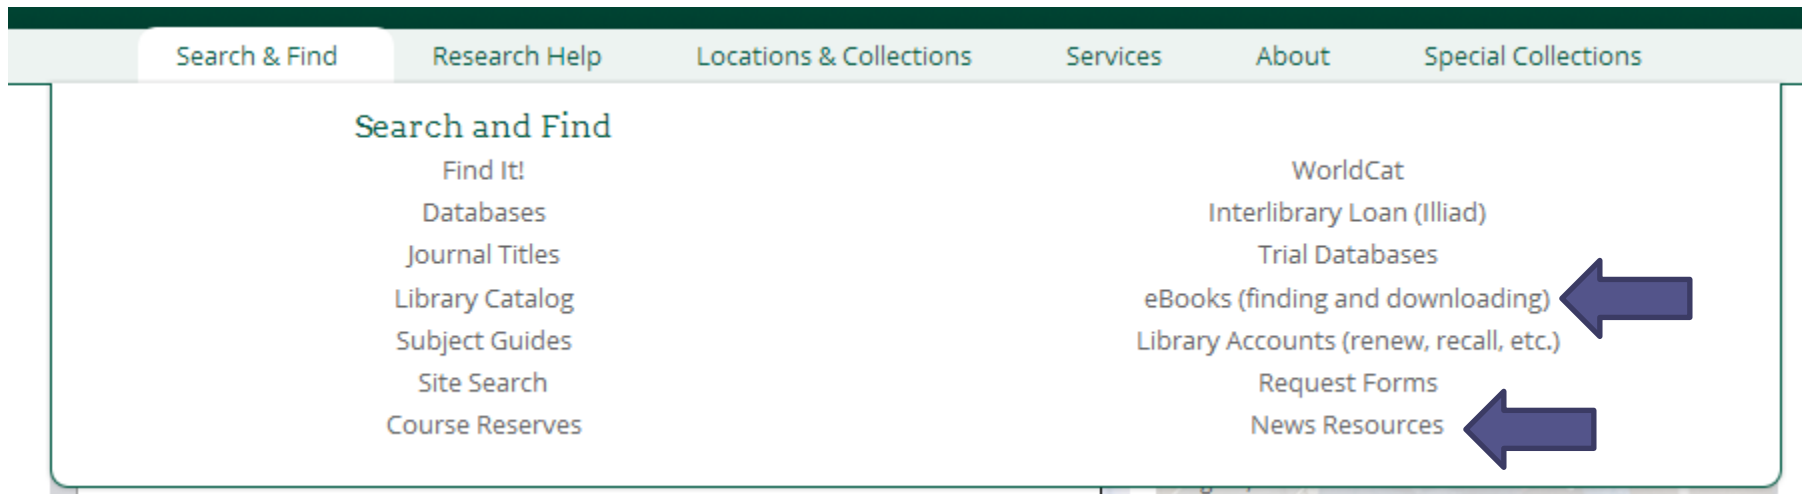 Search & Find Research Help Locations & Collections Services About Special Collections
Search and Find
Find It!
Databases
Journal Titles
Library Catalog
Subject Guides
Site Search
Course Reserves
WorldCat
Interlibrary Loan (Illiad)
Trial Databases
eBooks (finding and downloading)
Library Accounts (renew, recall, etc.)
Request Forms
News Resources